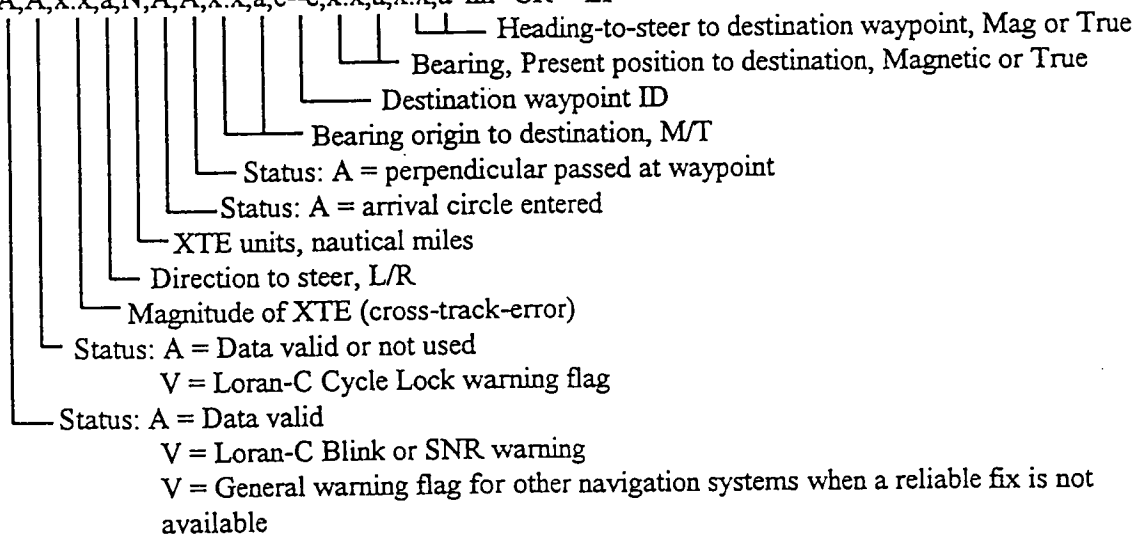 Heading-to-steer to destination waypoint, Mag or True
Bearing, Present position to destination, Magnetic or True
Destination waypoint ID
Bearing origin to destination, M/T
Status: A = perpendicular passed at waypoint
Status: A = arrival circle entered
XTE units, nautical miles
Direction to steer, L/R
Magnitude of XTE (cross-track-error)
Status: A = Data valid or not used
V = Loran-C Cycle Lock warning flag
Status: A = Data valid
V = Loran-C Blink or SNR warning
V = General warning flag for other navigation systems when a reliable fix is not
available